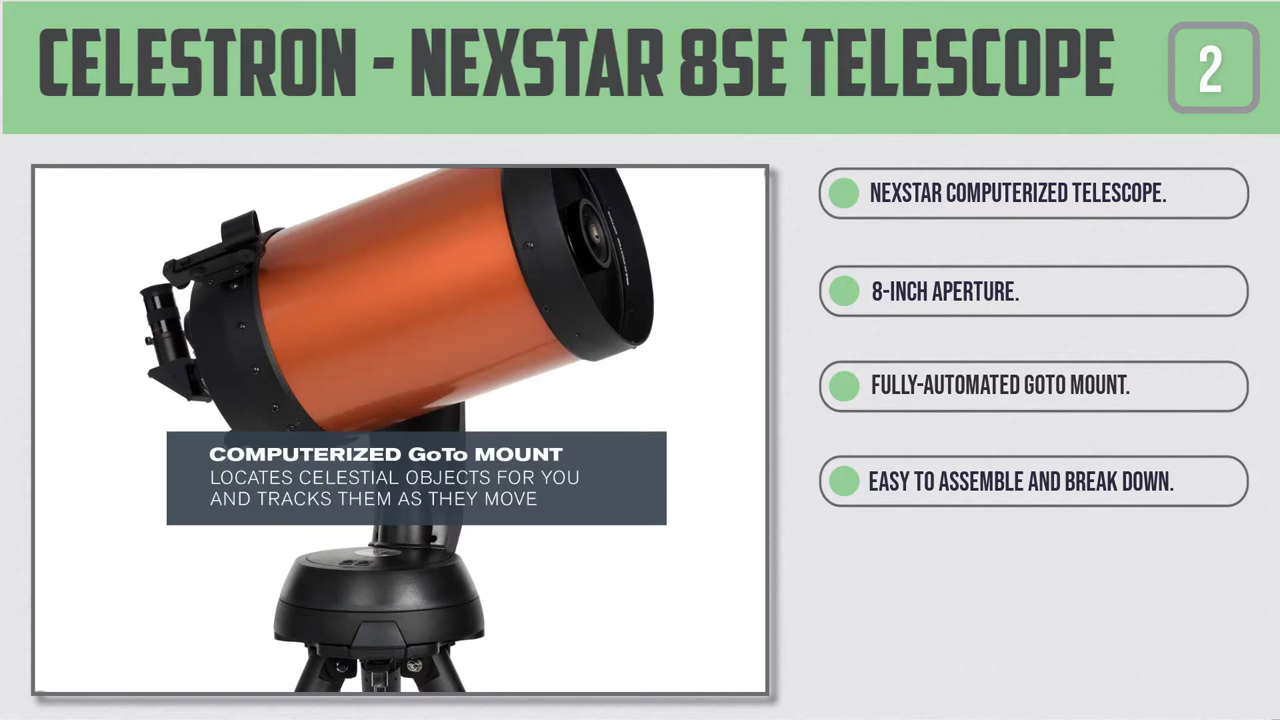 CELESTRON - NEXSTAR 8SE TELESCOPE
2
NEXSTAR COMPUTERIZED TELESCOPE.
8-INCH APERTURE.
FULLY-AUTOMATED GOTO MOUNT.
EASY TO ASSEMBLE AND BREAK DOWN.
COMPUTERIZED GoTo MOUNT
LOCATES CELESTIAL OBJECTS FOR YOU
AND TRACKS THEM AS THEY MOVE